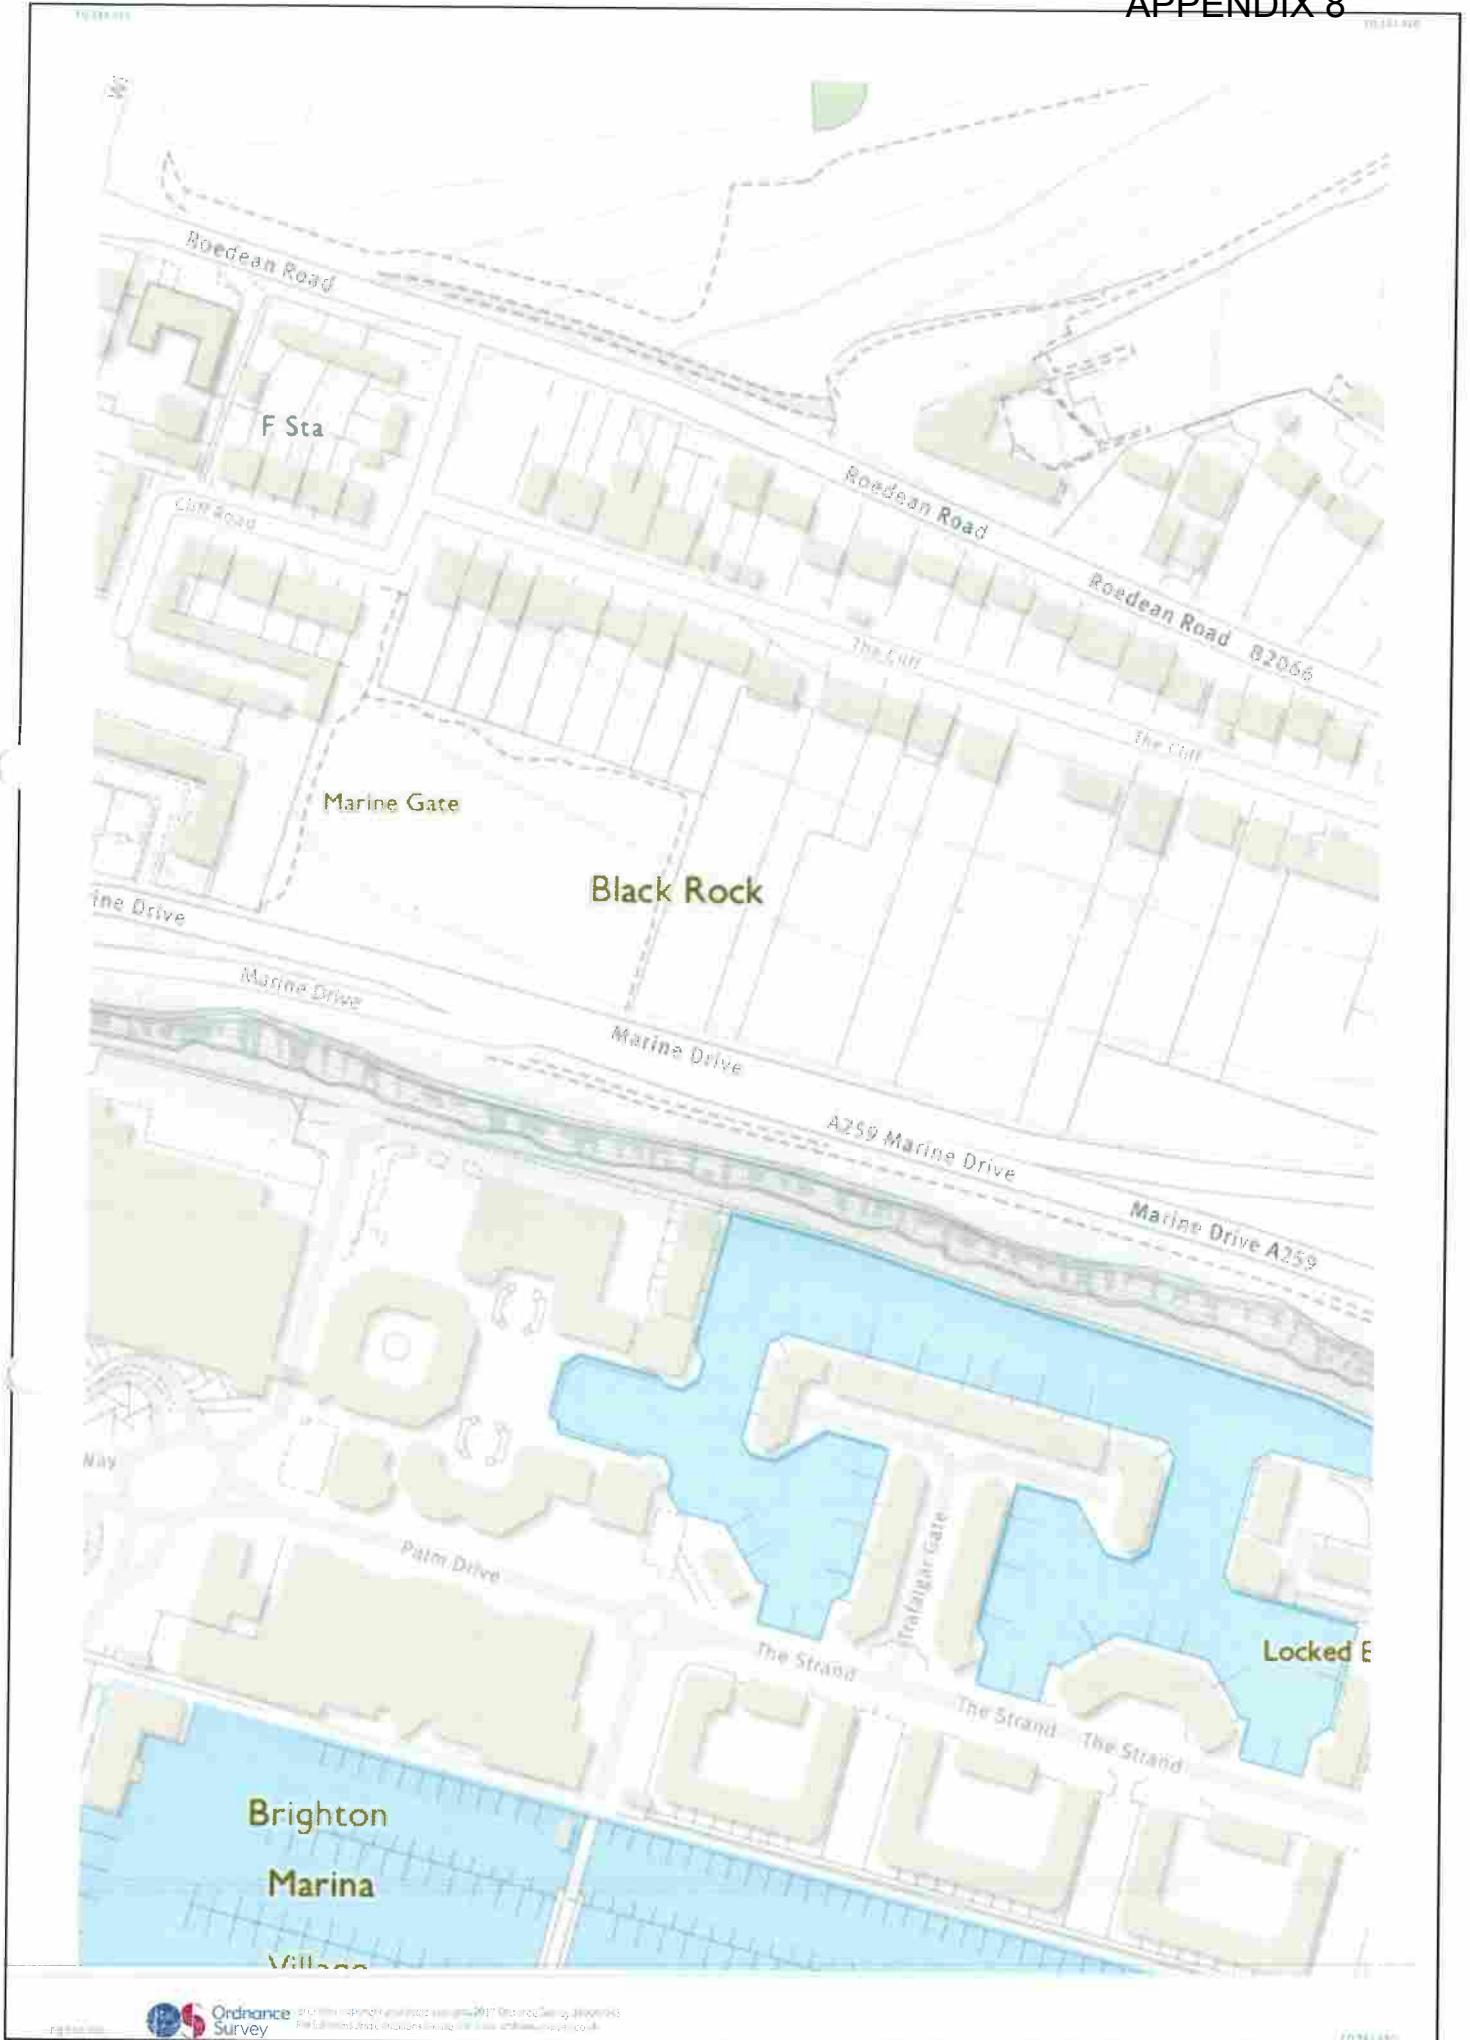 APPENDIX 8
Roedean Road
F Sta
Cliff Road
Roedean Road
Roedean Road B2066
The Cliff
The Cliff
Marine Gate
Black Rock
ine Drive
Marine Drive
Marine Drive
A259 Marine Drive
Marine Drive A259
Way
Palm Drive
Trafalgar Gate
The Strand
Locked B
The Strand
The Strand
Brighton
Marina
Village
Ordnance
Survey